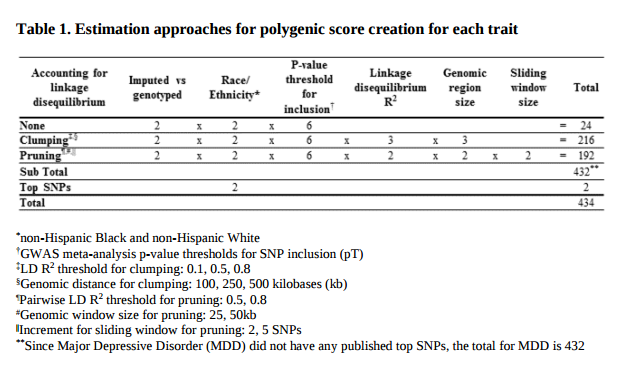 Table 1. Estimation approaches for polygenic score creation for each trait
Accounting for linkage disequilibrium Imputed vs genotyped Race/ Ethnicity* P-value threshold for inclusion† Linkage disequilibrium R² Genomic region size Sliding window size Total
None 2 x 2 x 6 = 24
Clumping‡§ 2 x 2 x 6 x 3 x 3 = 216
Pruning¶#‖ 2 x 2 x 6 x 2 x 2 x 2 = 192
Sub Total 432**
Top SNPs 2 2
Total 434
*non-Hispanic Black and non-Hispanic White
†GWAS meta-analysis p-value thresholds for SNP inclusion (pT)
‡LD R² threshold for clumping: 0.1, 0.5, 0.8
§Genomic distance for clumping: 100, 250, 500 kilobases (kb)
¶Pairwise LD R² threshold for pruning: 0.5, 0.8
#Genomic window size for pruning: 25, 50kb
‖Increment for sliding window for pruning: 2, 5 SNPs
**Since Major Depressive Disorder (MDD) did not have any published top SNPs, the total for MDD is 432